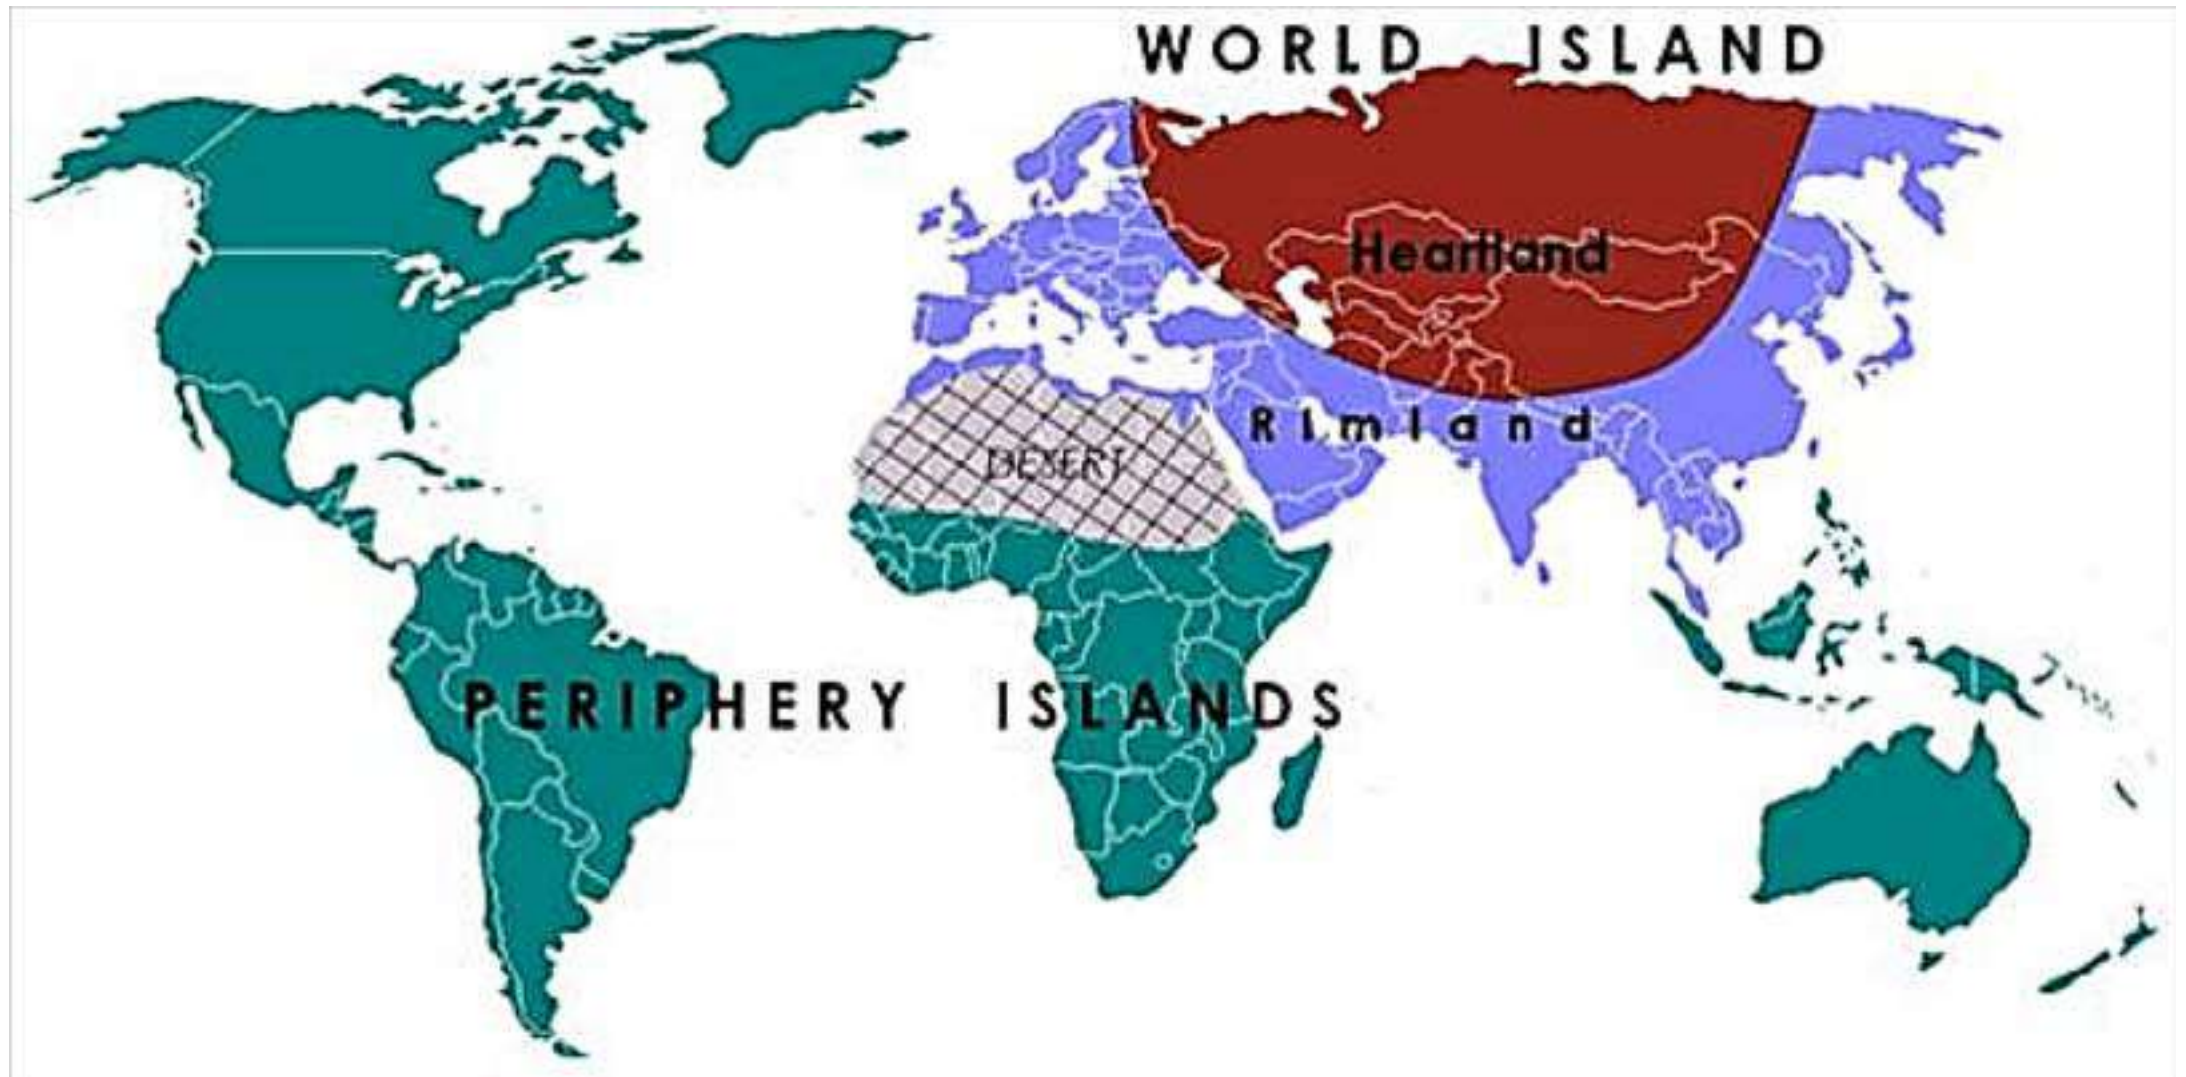 WORLD ISLAND
Heartland
Rimland
DESERT
PERIPHERY ISLANDS